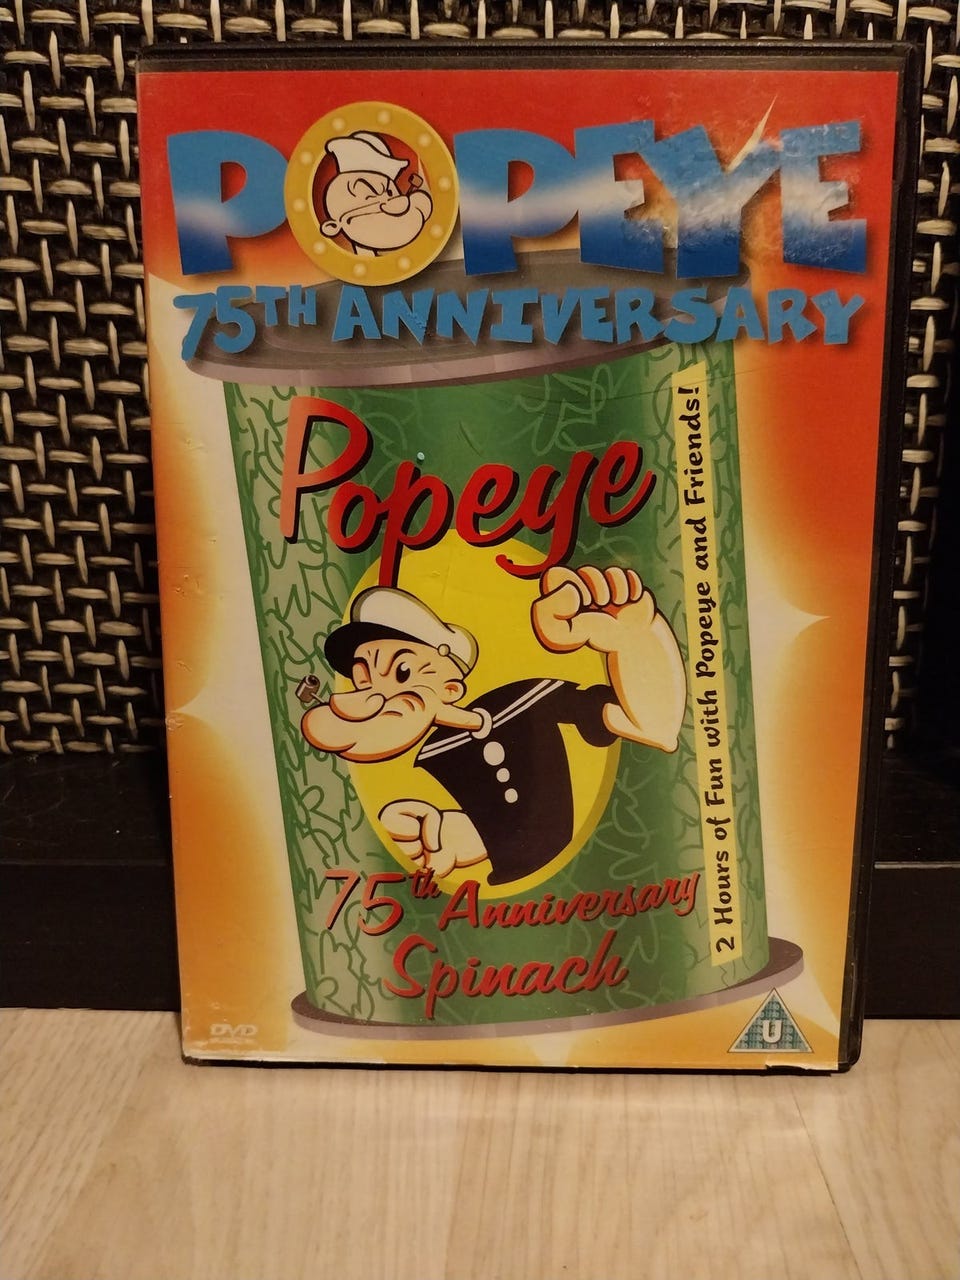 POPEYE
75TH ANNIVERSARY
Popeye
2 Hours of Fun with Popeye and Friends!
75th Anniversary
Spinach
DVD
U